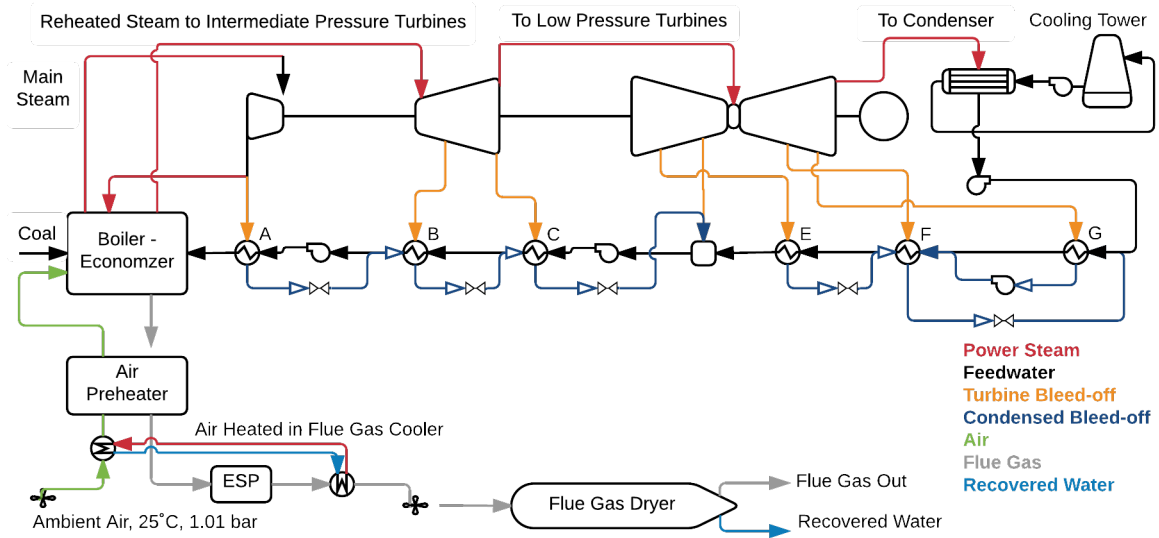 Reheated Steam to Intermediate Pressure Turbines
To Low Pressure Turbines
To Condenser
Cooling Tower
Main
Steam
Coal
Boiler -
Economzer
A
B
C
E
F
G
Air
Preheater
Power Steam
Feedwater
Turbine Bleed-off
Condensed Bleed-off
Air
Flue Gas
Recovered Water
Air Heated in Flue Gas Cooler
ESP
Ambient Air, 25˚C, 1.01 bar
Flue Gas Dryer
Flue Gas Out
Recovered Water